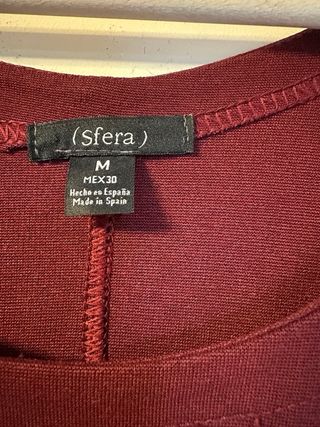 (Sfera)
M
MEX30
Hecho en España
Made in Spain